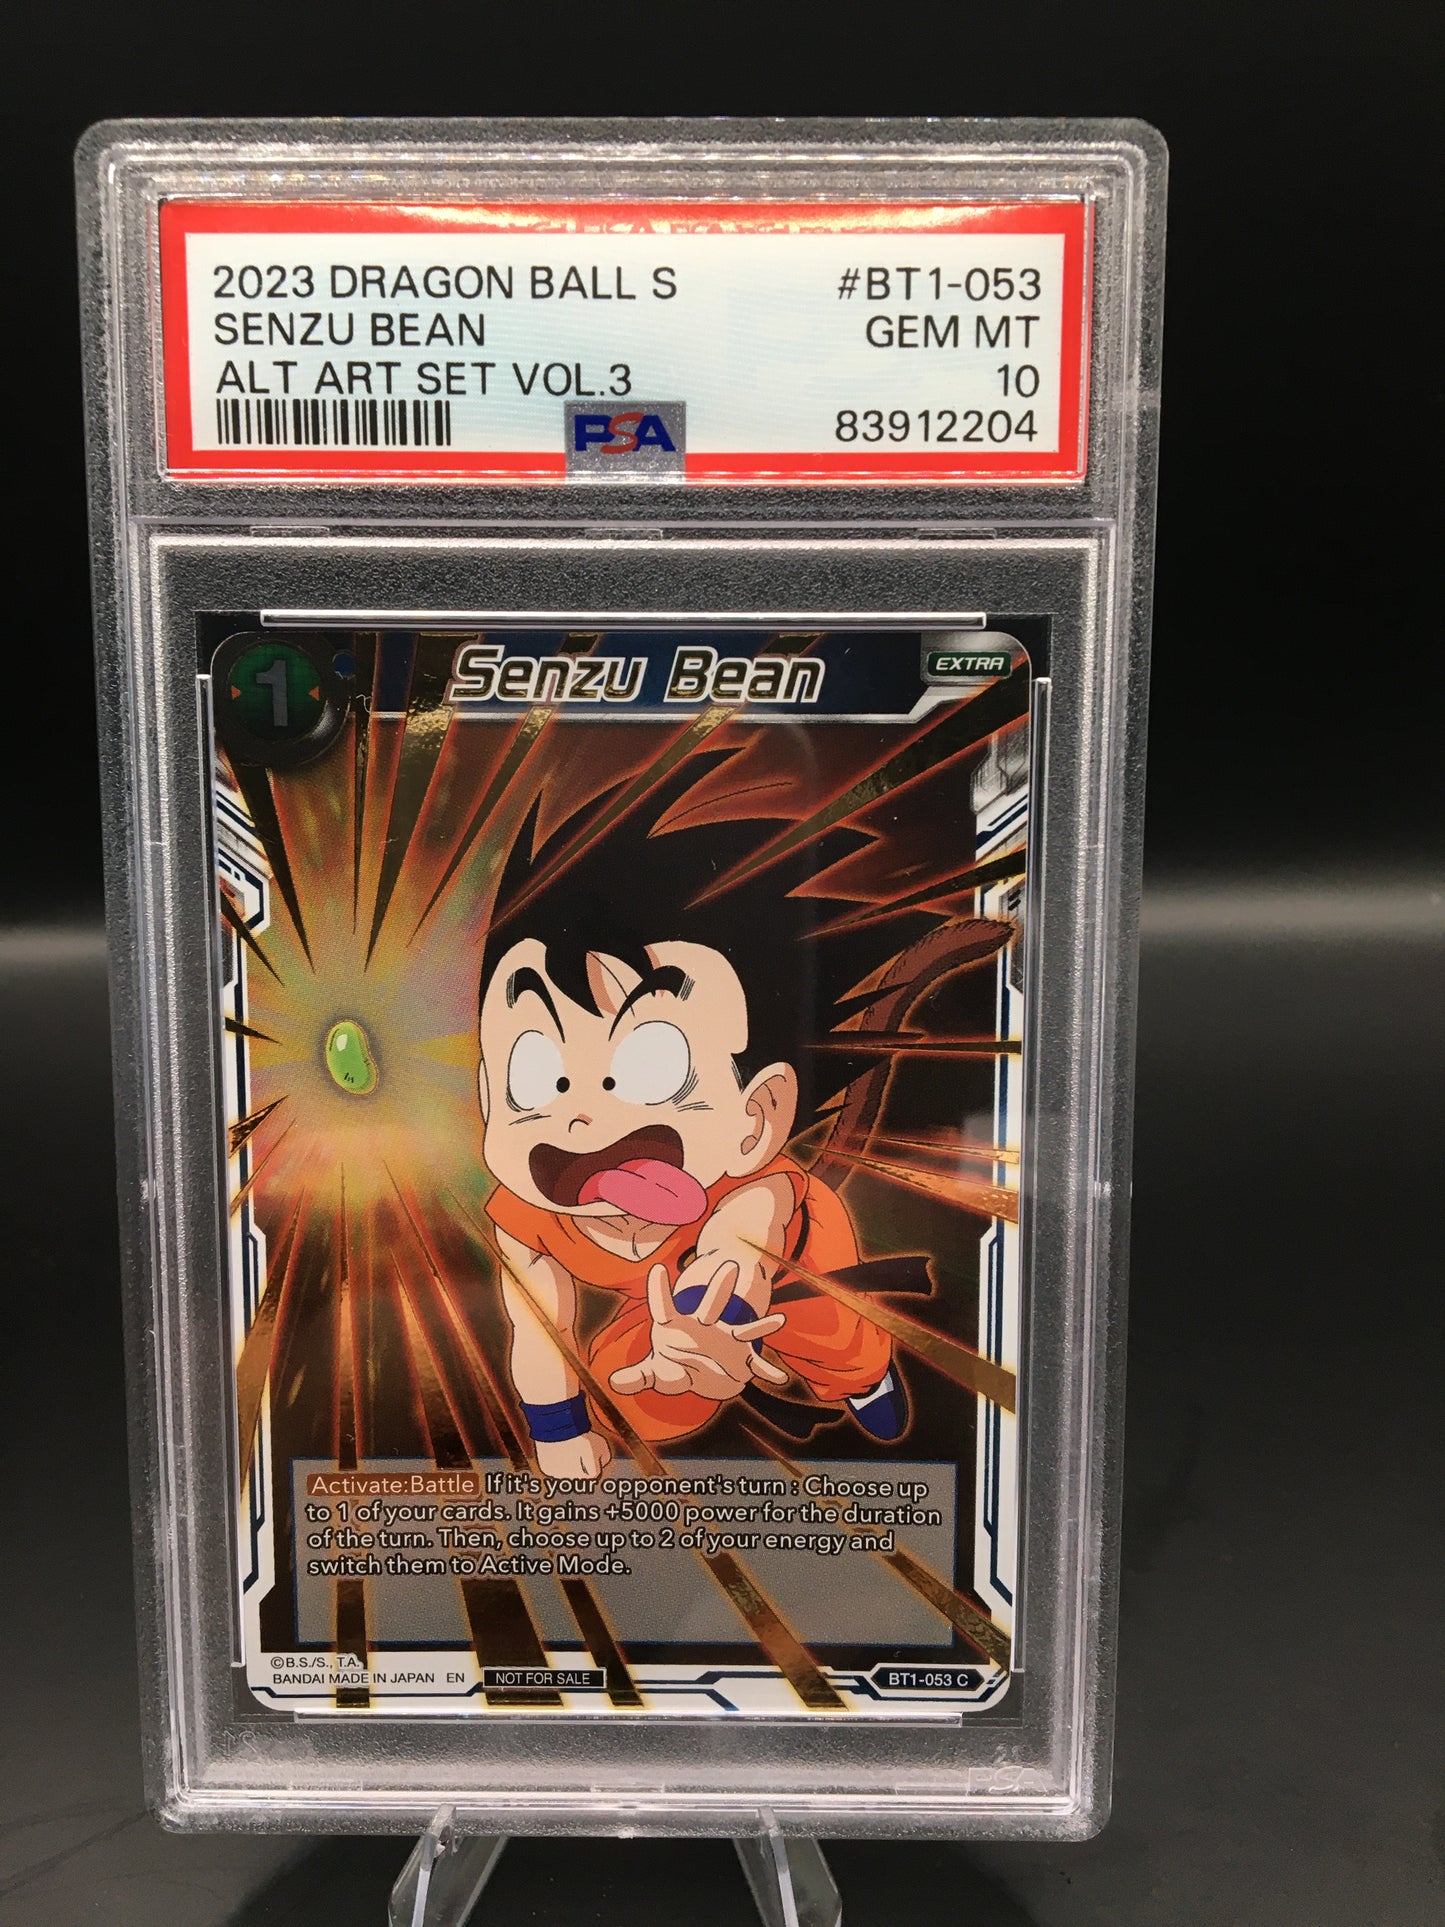 2023 DRAGON BALL S #BT1-053
SENZU BEAN GEM MT
ALT ART SET VOL.3 10
PSA 83912204
1 Senzu Bean EXTRA
Activate:Battle If it's your opponent's turn : Choose up
to 1 of your cards. It gains +5000 power for the duration
of the turn. Then, choose up to 2 of your energy and
switch them to Active Mode.
©B.S./S., T.A.
BANDAI MADE IN JAPAN EN NOT FOR SALE BT1-053 C
PSA